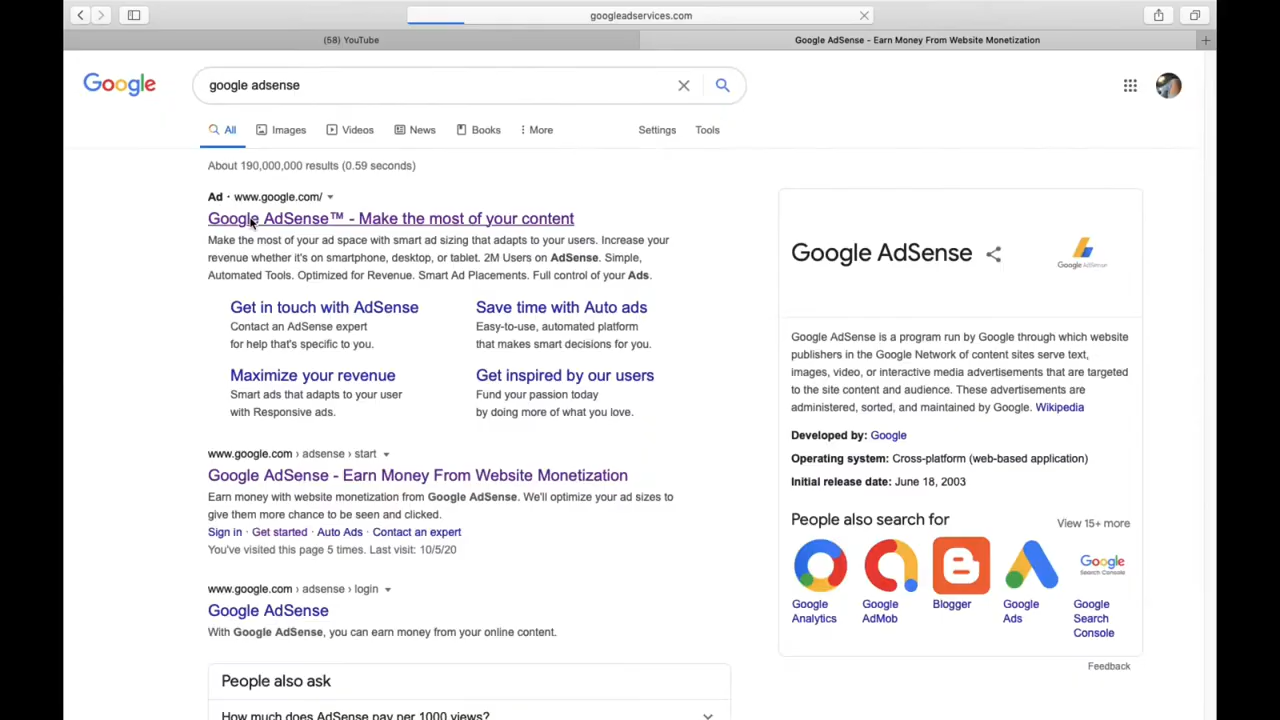 googleadservices.com
(58) YouTube
Google AdSense - Earn Money From Website Monetization
Google
google adsense
All
Images
Videos
News
Books
More
Settings
Tools
About 190,000,000 results (0.59 seconds)
Ad · www.google.com/
Google AdSense™ - Make the most of your content
Make the most of your ad space with smart ad sizing that adapts to your users. Increase your
revenue whether it's on smartphone, desktop, or tablet. 2M Users on AdSense. Simple,
Automated Tools. Optimized for Revenue. Smart Ad Placements. Full control of your Ads.
Get in touch with AdSense
Contact an AdSense expert
for help that's specific to you.
Save time with Auto ads
Easy-to-use, automated platform
that makes smart decisions for you.
Maximize your revenue
Smart ads that adapts to your user
with Responsive ads.
Get inspired by our users
Fund your passion today
by doing more of what you love.
www.google.com › adsense › start
Google AdSense - Earn Money From Website Monetization
Earn money with website monetization from Google AdSense. We'll optimize your ad sizes to
give them more chance to be seen and clicked.
Sign in · Get started · Auto Ads · Contact an expert
You've visited this page 5 times. Last visit: 10/5/20
www.google.com › adsense › login
Google AdSense
With Google AdSense, you can earn money from your online content.
People also ask
How much does AdSense pay per 1000 views?
Google AdSense
Google AdSense
Google AdSense is a program run by Google through which website
publishers in the Google Network of content sites serve text,
images, video, or interactive media advertisements that are targeted
to the site content and audience. These advertisements are
administered, sorted, and maintained by Google. Wikipedia
Developed by: Google
Operating system: Cross-platform (web-based application)
Initial release date: June 18, 2003
People also search for
View 15+ more
Google
Search Console
Google
Analytics
Google
AdMob
Blogger
Google
Ads
Google
Search
Console
Feedback